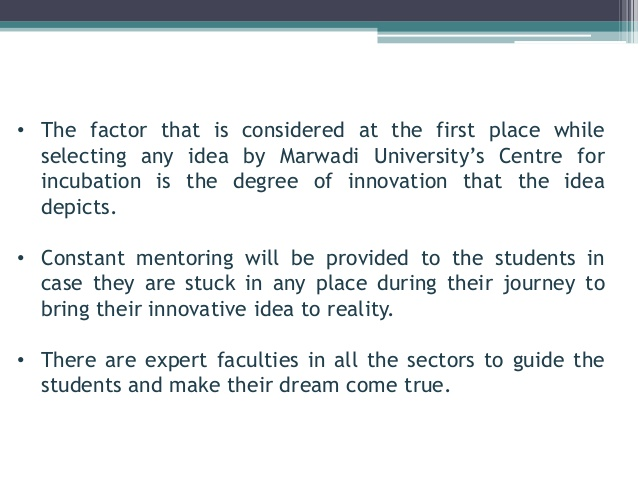 • The factor that is considered at the first place while
selecting any idea by Marwadi University’s Centre for
incubation is the degree of innovation that the idea
depicts.
• Constant mentoring will be provided to the students in
case they are stuck in any place during their journey to
bring their innovative idea to reality.
• There are expert faculties in all the sectors to guide the
students and make their dream come true.